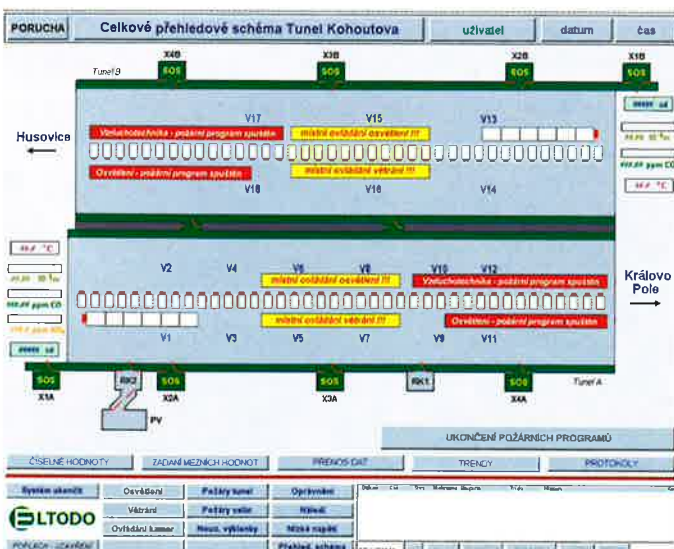 PORUCHA
Celkové přehledové schéma Tunel Kohoutova
uživatel
datum
čas
X4B
X3B
X2B
X1B
SOS
SOS
SOS
SOS
Tunel B
V17
V15
V13
Vzduchotechnika - požární program spuštěn
místní ovládání osvětlení !!!
Husovice
Osvětlení - požární program spuštěn
místní ovládání větrání !!!
V18
V16
V14
V2
V4
V6
V8
V10
V12
místní ovládání osvětlení !!!
Vzduchotechnika - požární program spuštěn
Královo
Pole
místní ovládání větrání !!!
Osvětlení - požární program spuštěn
V1
V3
V5
V7
V9
V11
SOS
RK2
SOS
SOS
RK1
SOS
Tunel A
X1A
X2A
X3A
X4A
PV
UKONČENÍ POŽÁRNÍCH PROGRAMŮ
ČÍSELNÉ HODNOTY
ZADÁNÍ MEZNÍCH HODNOT
PŘENOS DAT
TRENDY
PROTOKOLY
Systém ukončit
Osvětlení
Požáry tunel
Oprávnění
ELTODO
Větrání
Požáry velín
Hlášení
Ovládání kamer
Nouz. výklenky
Nízké napětí
Přehled. schéma